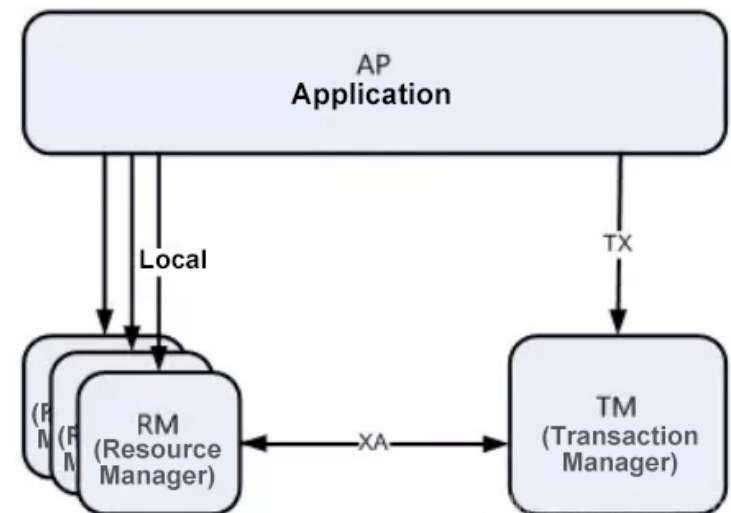 AP
Application
Local
TX
RM
(Resource
Manager)
XA
TM
(Transaction
Manager)